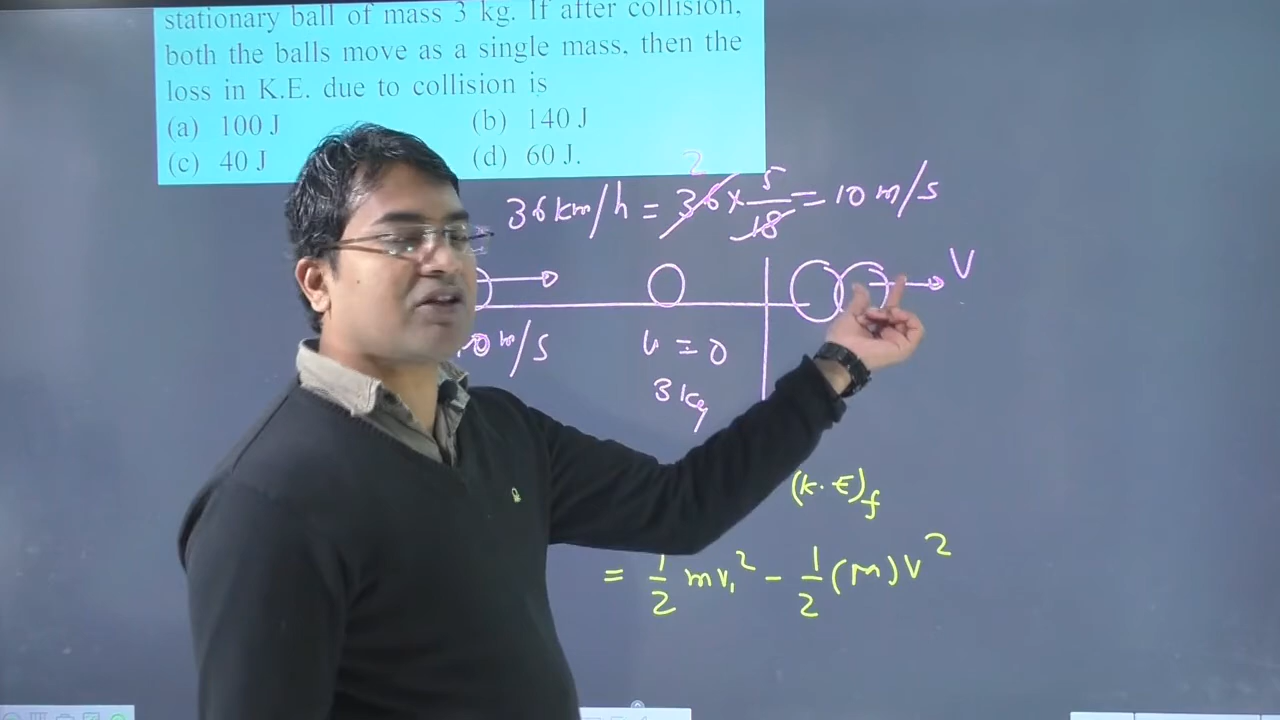 stationary ball of mass 3 kg. If after collision,
both the balls move as a single mass, then the
loss in K.E. due to collision is
(a) 100 J (b) 140 J
(c) 40 J (d) 60 J.
36 km/h = 36 × 5/18 = 10 m/s
2
V
0 m/s u = 0
3 kg
(K.E)f
= 1/2 mv₁² - 1/2 (M) V²